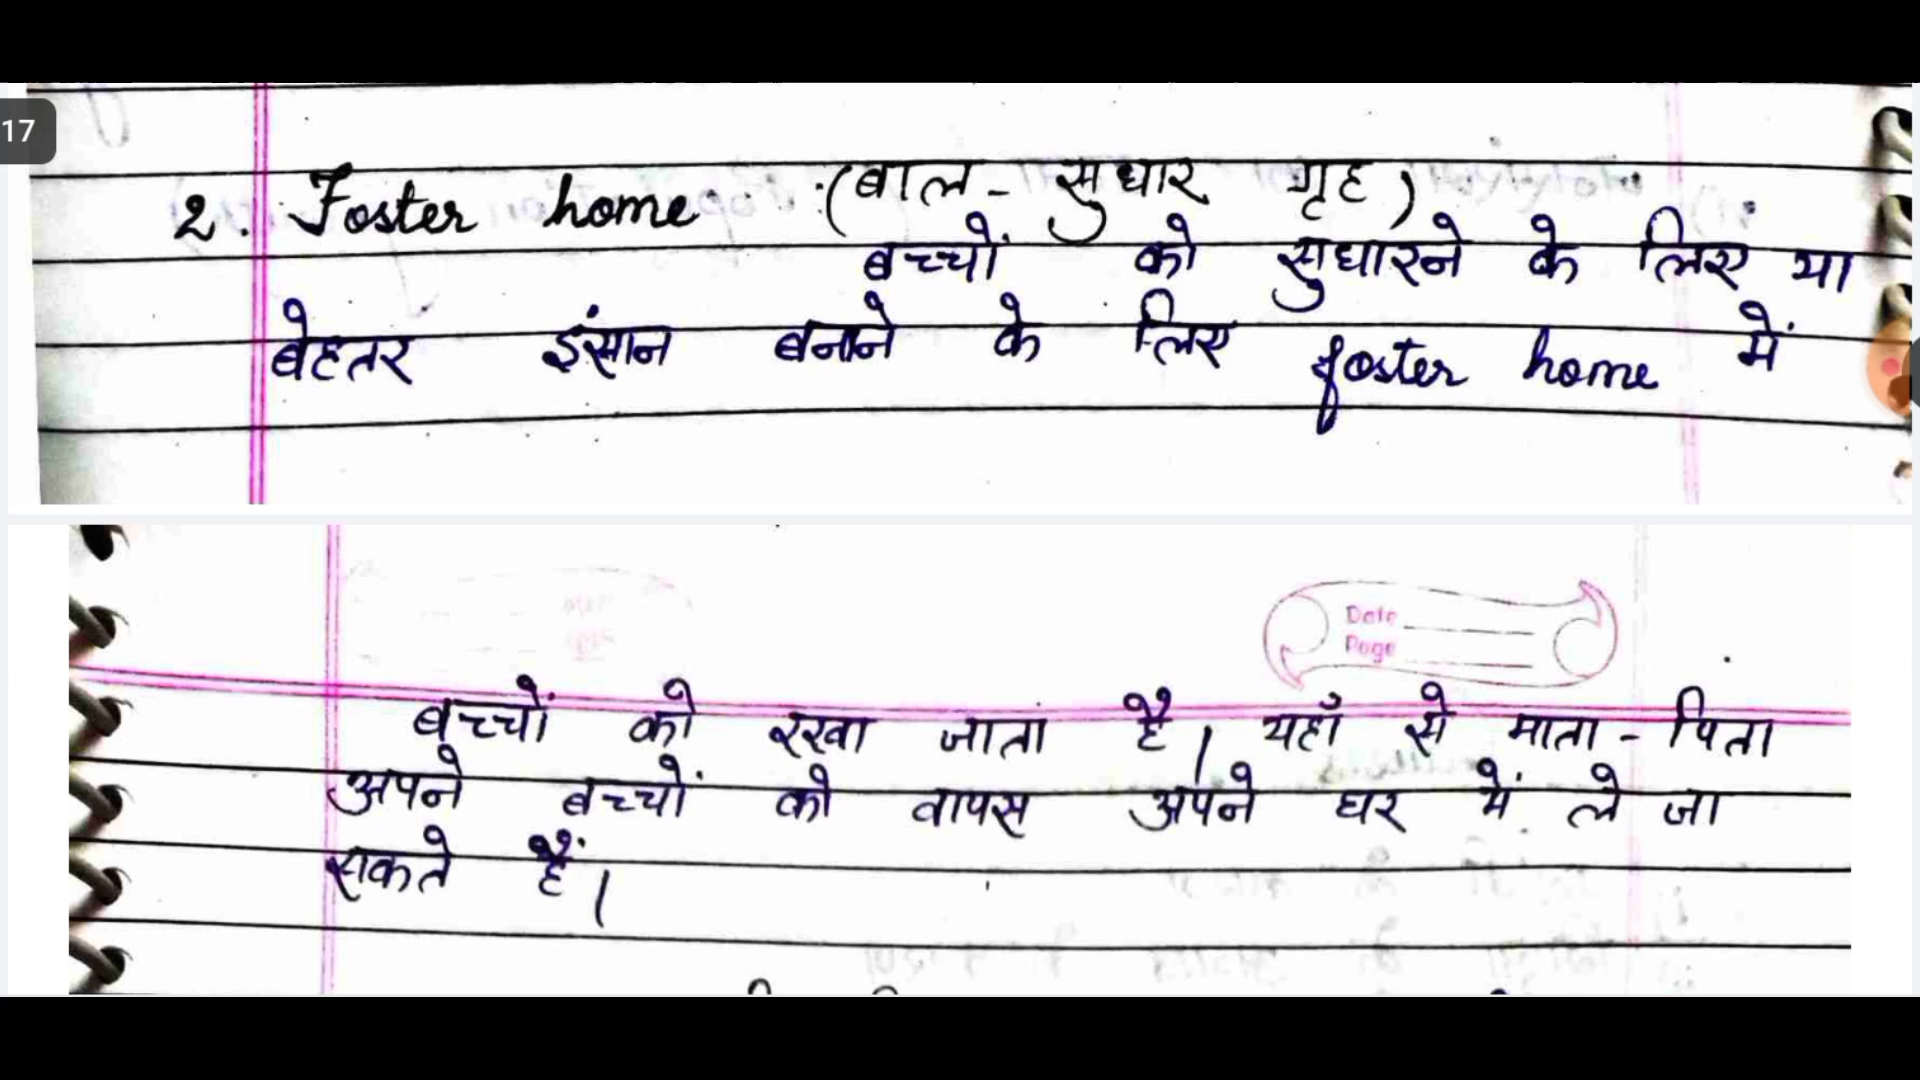 17
2. Foster home (बाल - सुधार गृह)
बच्चों को सुधारने के लिए या
बेहतर इंसान बनाने के लिए foster home में
Date
Page
बच्चों को रखा जाता है। यहाँ से माता - पिता
अपने बच्चों को वापस अपने घर में ले जा
सकते हैं।